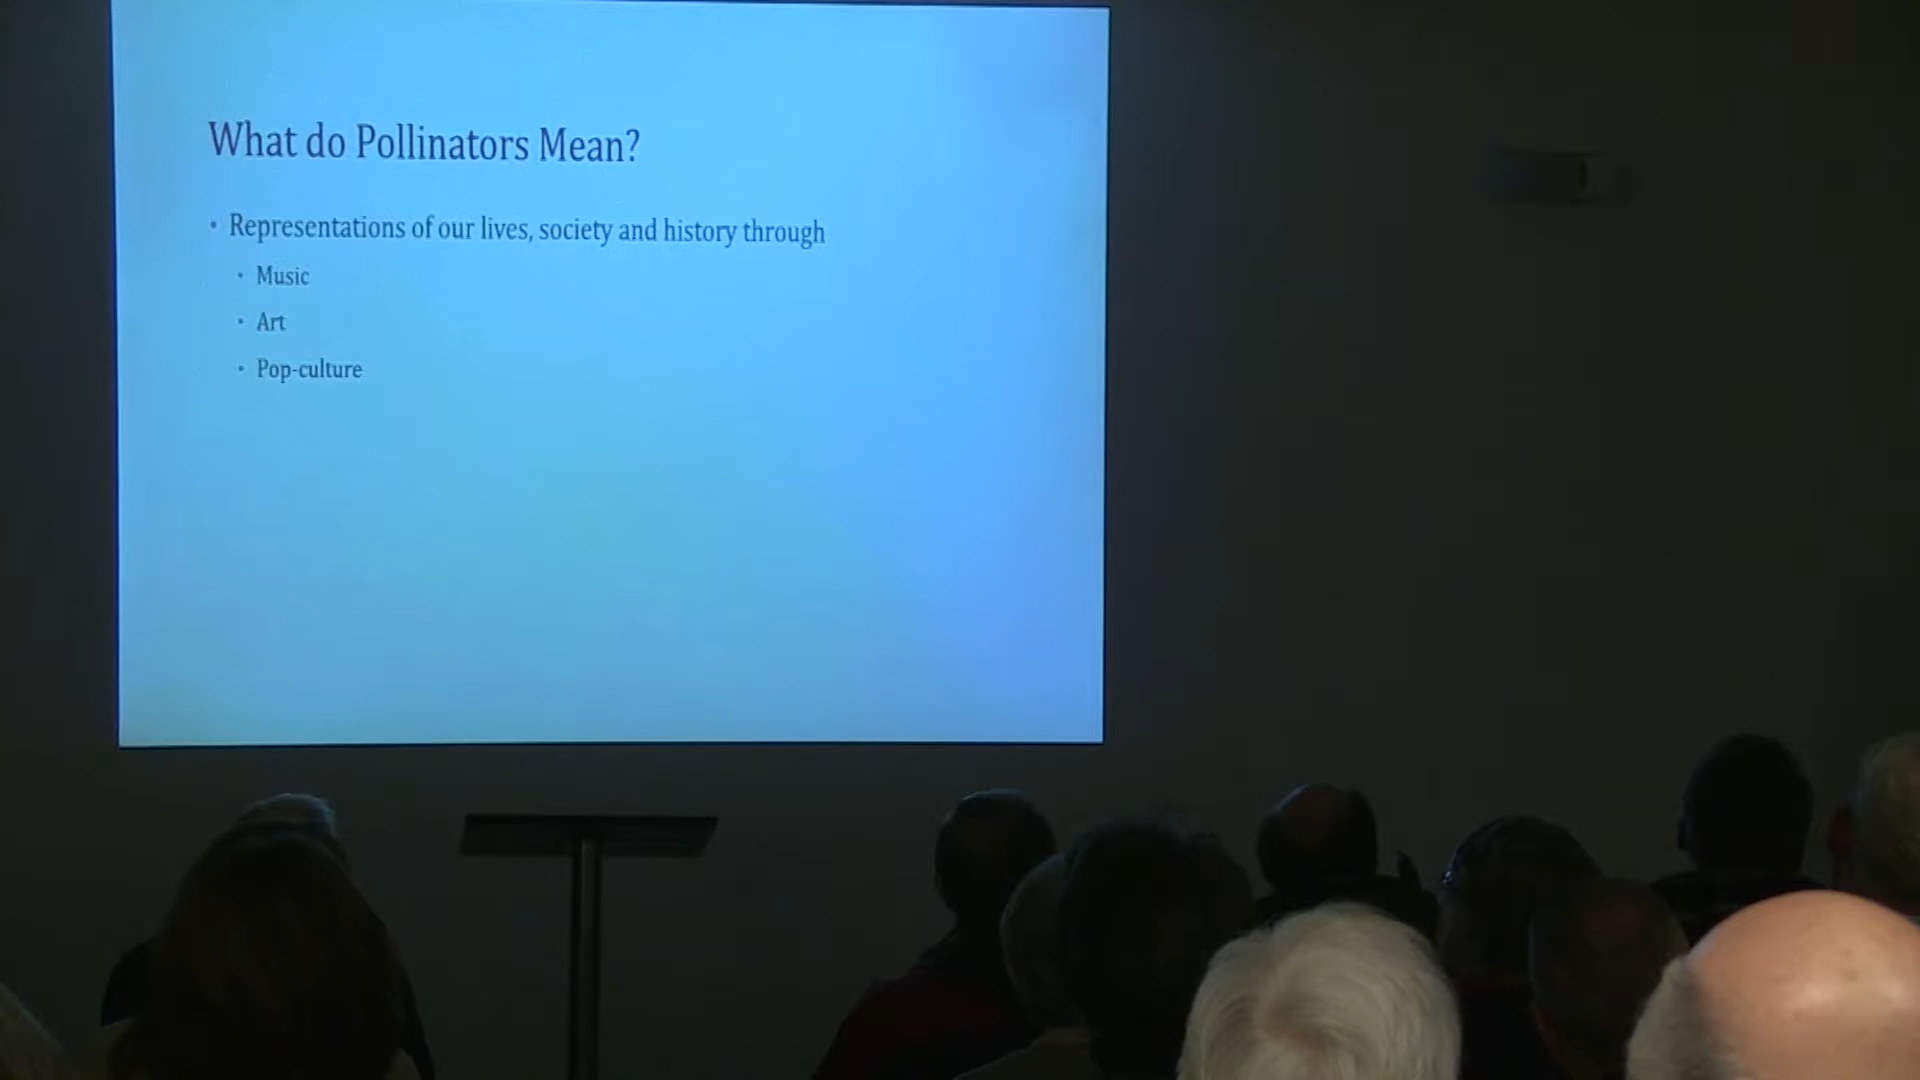 What do Pollinators Mean?
• Representations of our lives, society and history through
• Music
• Art
• Pop-culture